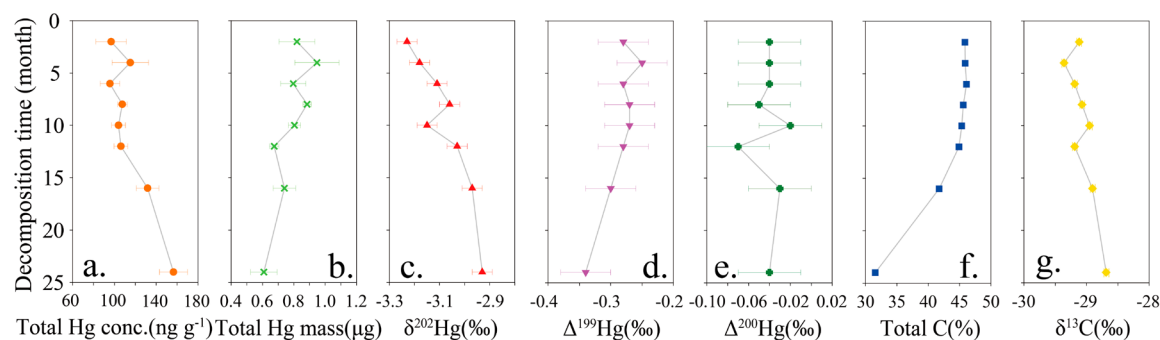 Decomposition time (month)
0
5
10
15
20
25
a.
b.
c.
d.
e.
f.
g.
60 100 140 180
0.4 0.6 0.8 1.0 1.2
-3.3 -3.1 -2.9
-0.4 -0.3 -0.2
-0.10 -0.06 -0.02 0.02
30 35 40 45 50
-30 -29 -28
Total Hg conc.(ng g⁻¹) Total Hg mass(μg) δ²⁰²Hg(‰) Δ¹⁹⁹Hg(‰) Δ²⁰⁰Hg(‰) Total C(%) δ¹³C(‰)